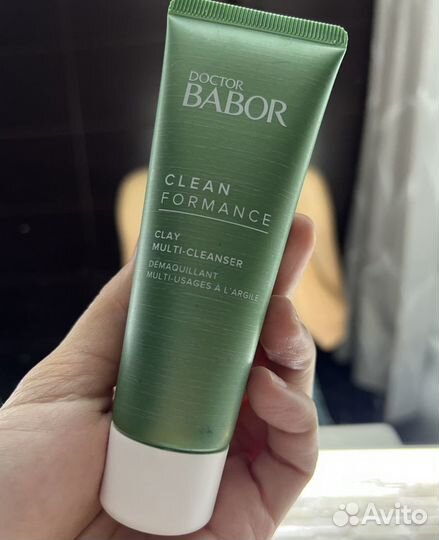 DOCTOR
BABOR
CLEAN
FORMANCE
CLAY
MULTI-CLEANSER
DÉMAQUILLANT
MULTI-USAGES À L'ARGILE
Avito